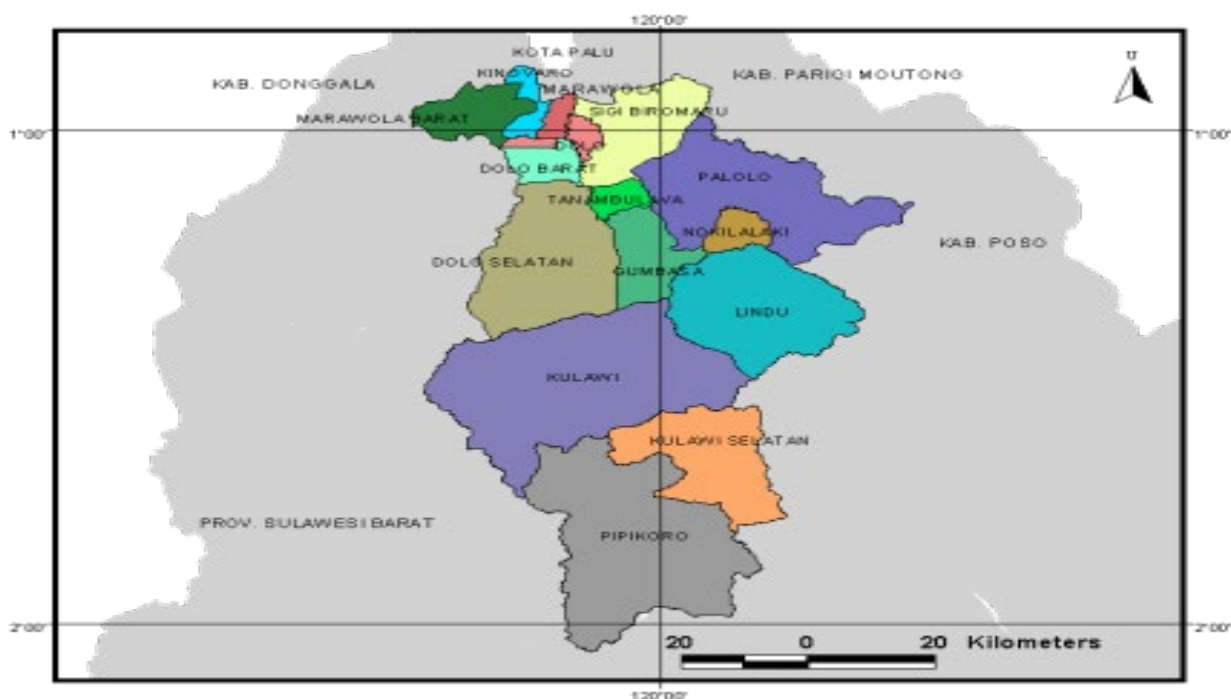 120°00'
U
KOTA PALU
KINOVARO
KAB. DONGGALA
KAB. PARIGI MOUTONG
MARAWOLA
SIGI BIROMARU
MARAWOLA BARAT
1°00'
1°00'
DOLO BARAT
PALOLO
TANAMBULAVA
NOKILALAKI
KAB. POSO
DOLO SELATAN
GUMBASA
LINDU
KULAWI
KULAWI SELATAN
PROV. SULAWESI BARAT
PIPIKORO
2°00'
2°00'
20 0 20 Kilometers
120°00'